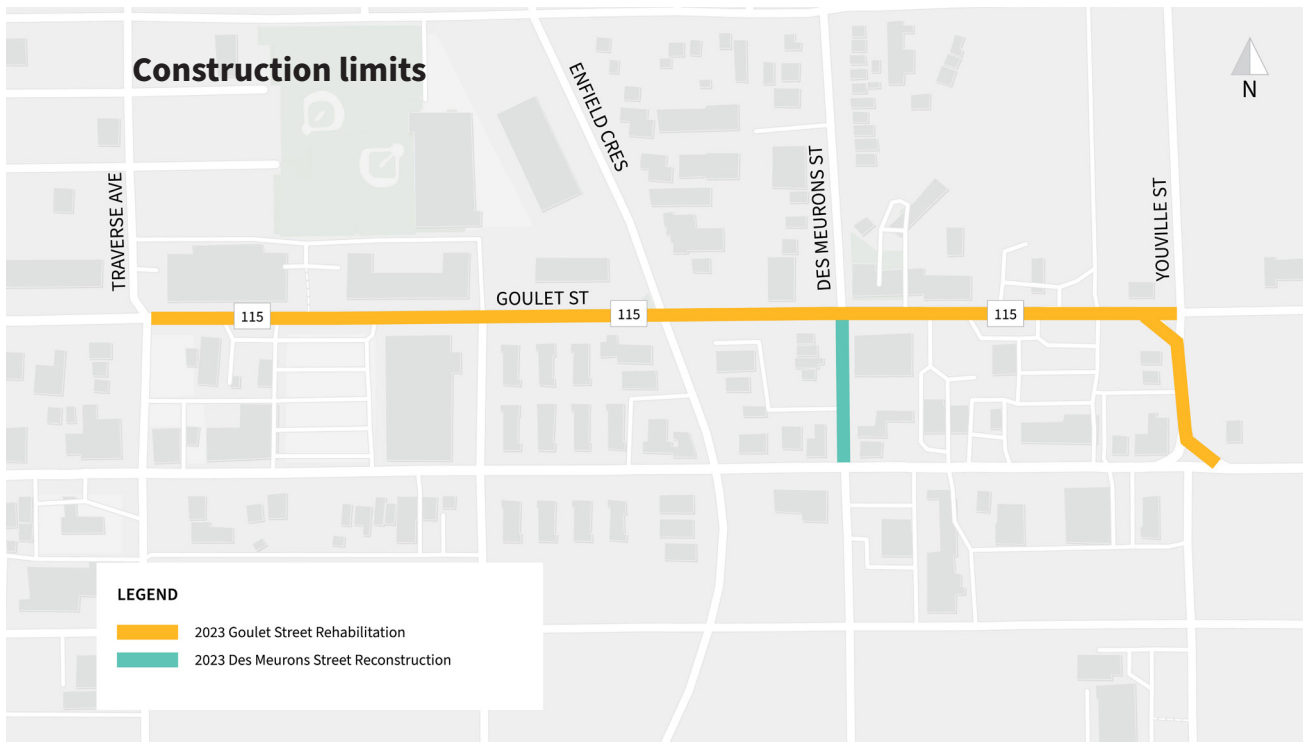 Construction limits
N
ENFIELD CRES
DES MEURONS ST
TRAVERSE AVE
YOUVILLE ST
GOULET ST
115
115
115
LEGEND
2023 Goulet Street Rehabilitation
2023 Des Meurons Street Reconstruction